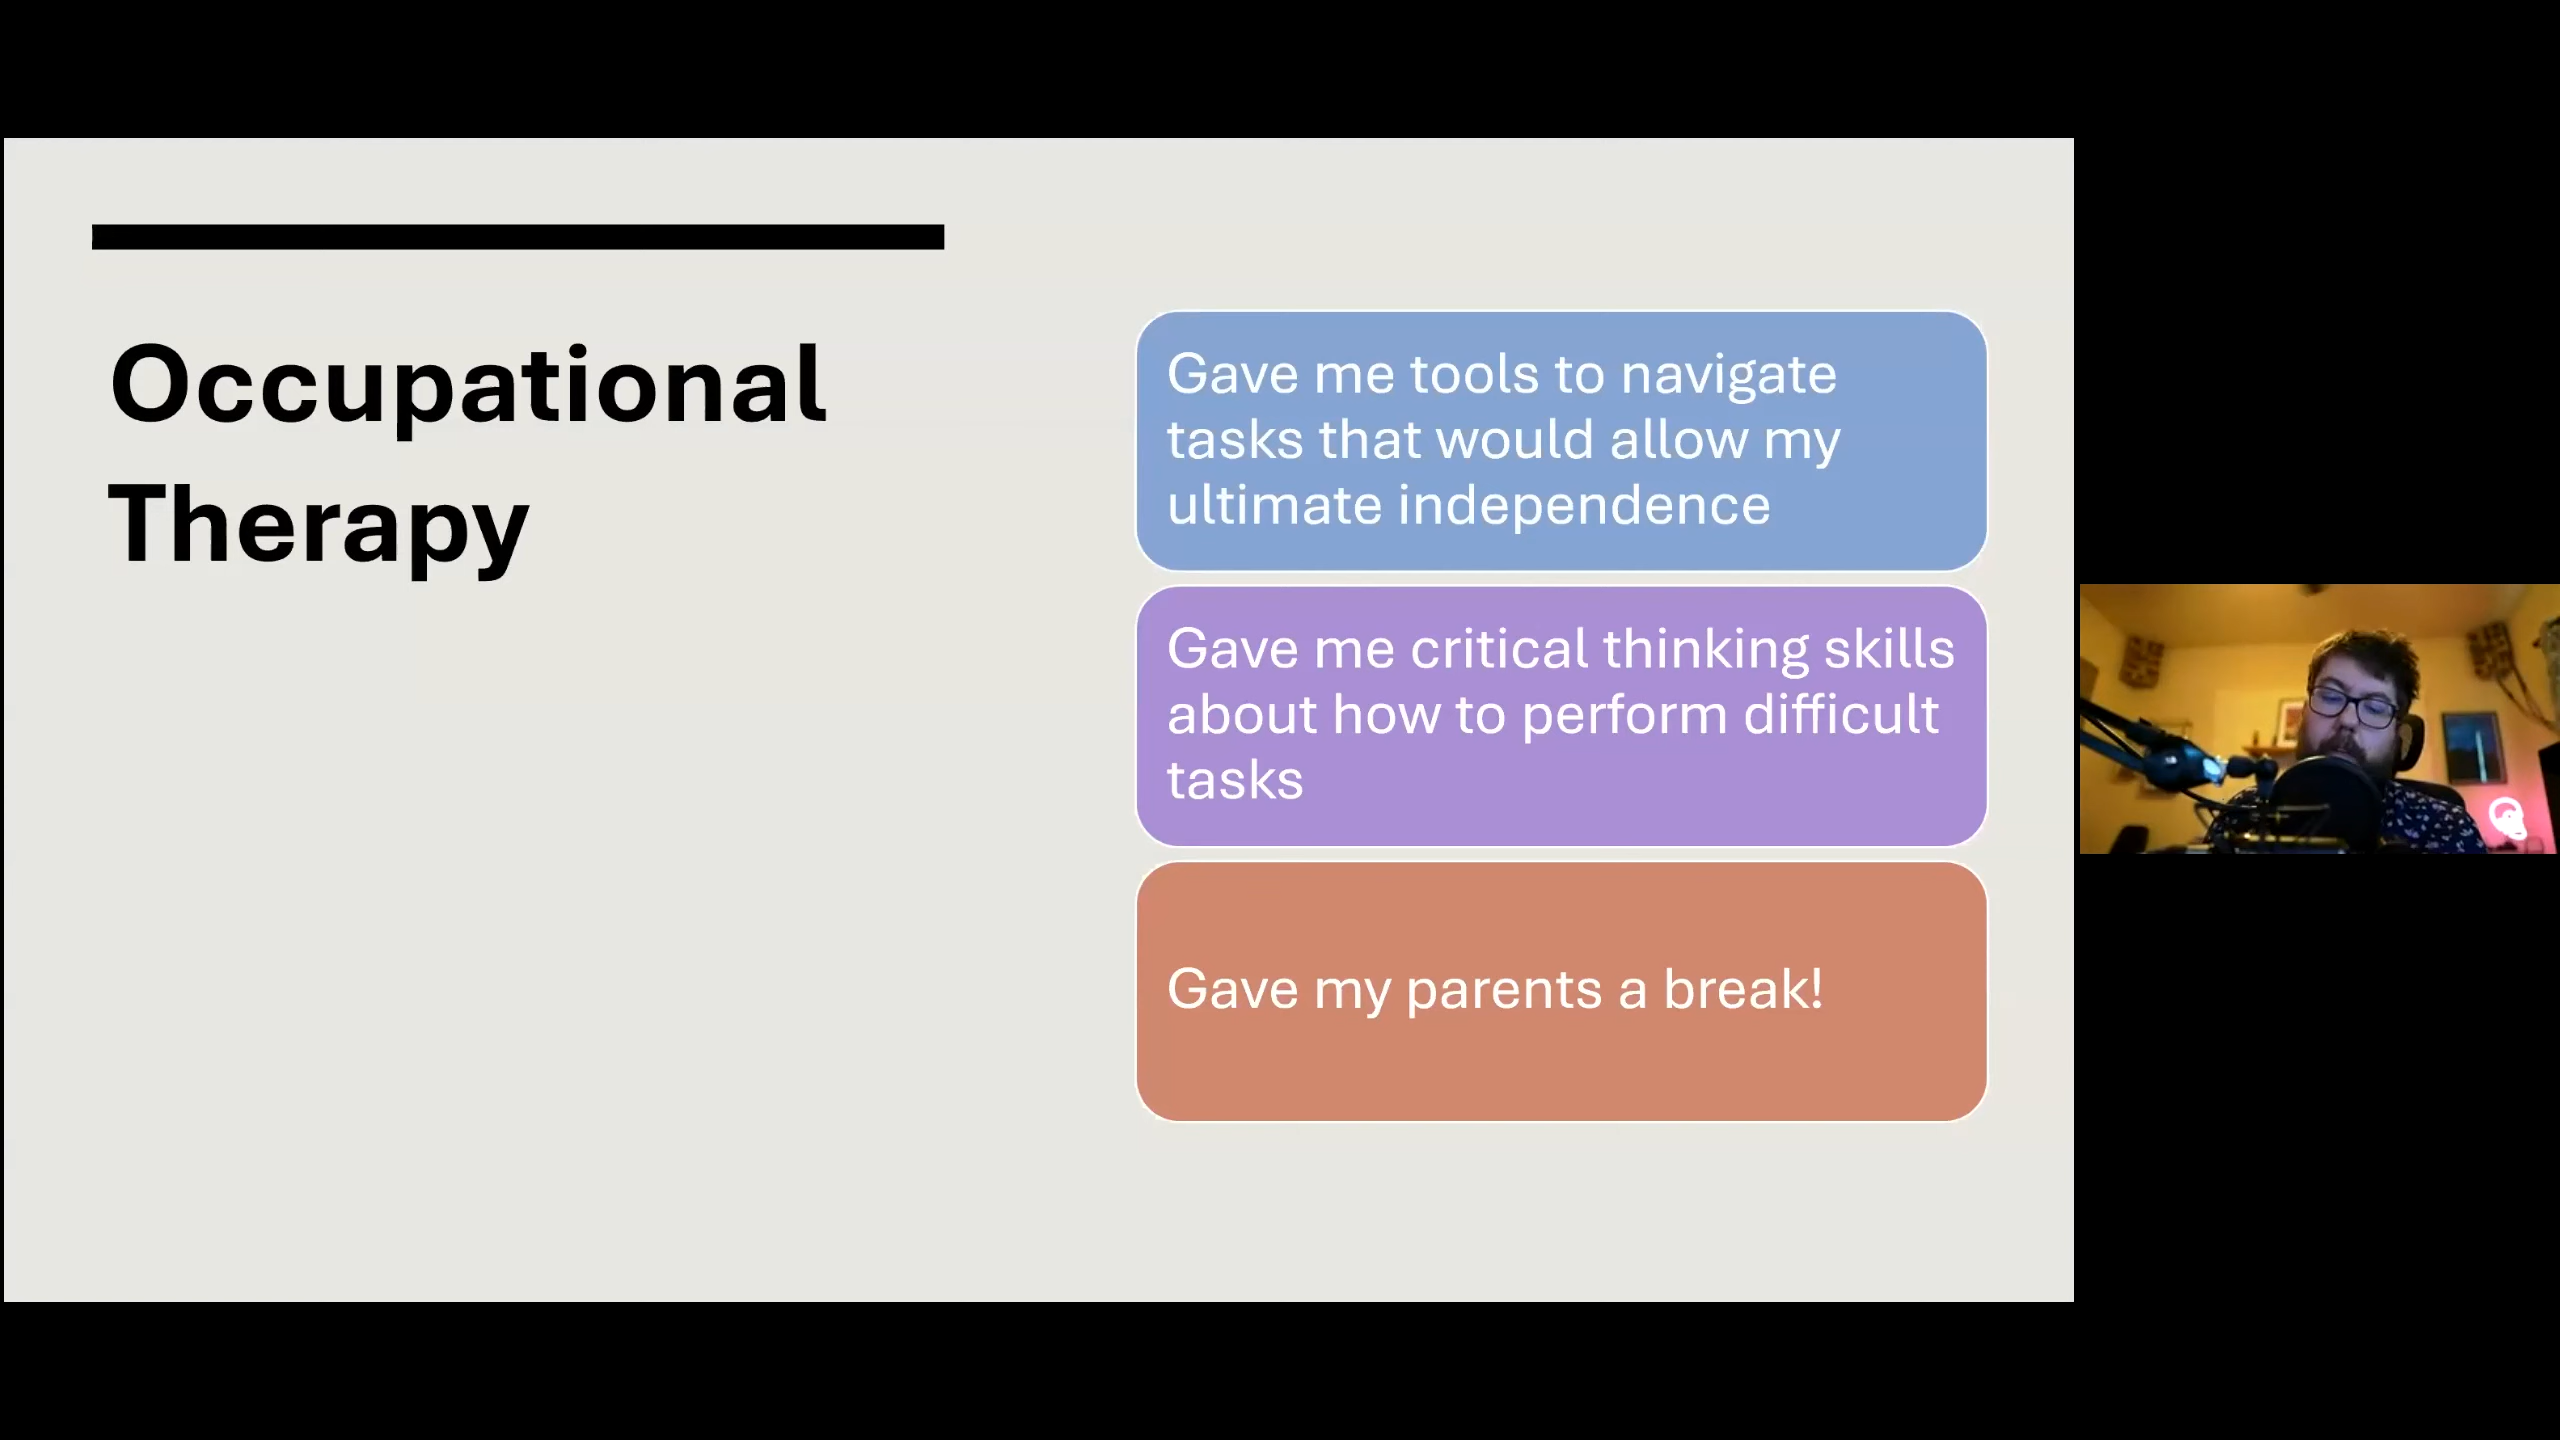 Occupational
Therapy
Gave me tools to navigate
tasks that would allow my
ultimate independence
Gave me critical thinking skills
about how to perform difficult
tasks
Gave my parents a break!